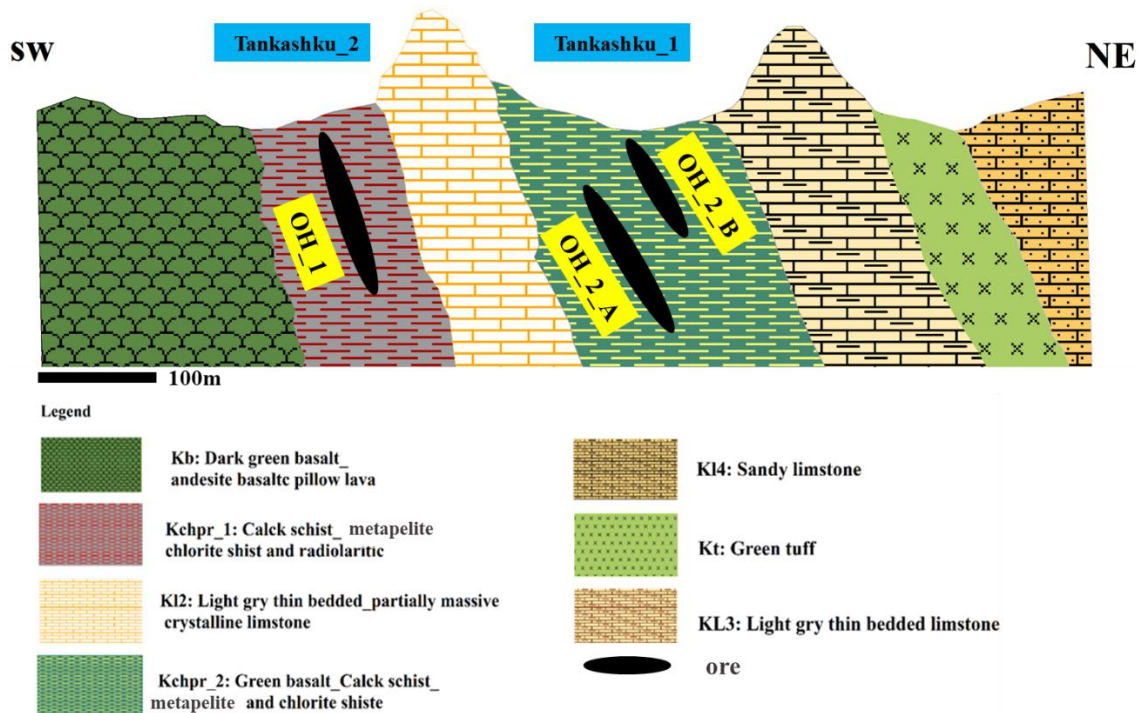 SW
Tankashku_2
Tankashku_1
NE
OH_1
OH_2_A
OH_2_B
100m
Legend
Kb: Dark green basalt_
andesite basaltc pillow lava
Kchpr_1: Calck schist_ metapelite
chlorite shist and radiolaritic
Kl2: Light gry thin bedded_partially massive
crystalline limstone
Kchpr_2: Green basalt_Calck schist_
metapelite and chlorite shiste
Kl4: Sandy limstone
Kt: Green tuff
KL3: Light gry thin bedded limstone
ore